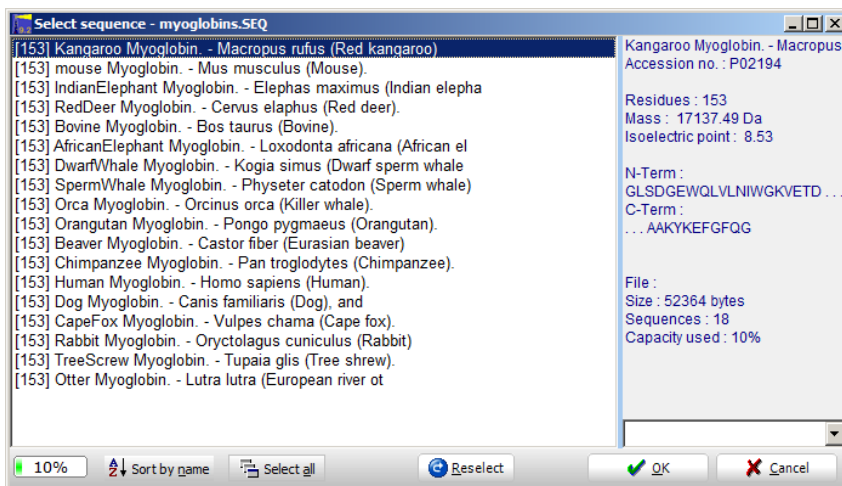 9.2
Select sequence - myoglobins.SEQ
[153] Kangaroo Myoglobin. - Macropus rufus (Red kangaroo)
[153] mouse Myoglobin. - Mus musculus (Mouse).
[153] IndianElephant Myoglobin. - Elephas maximus (Indian elepha
[153] RedDeer Myoglobin. - Cervus elaphus (Red deer).
[153] Bovine Myoglobin. - Bos taurus (Bovine).
[153] AfricanElephant Myoglobin. - Loxodonta africana (African el
[153] DwarfWhale Myoglobin. - Kogia simus (Dwarf sperm whale
[153] SpermWhale Myoglobin. - Physeter catodon (Sperm whale)
[153] Orca Myoglobin. - Orcinus orca (Killer whale).
[153] Orangutan Myoglobin. - Pongo pygmaeus (Orangutan).
[153] Beaver Myoglobin. - Castor fiber (Eurasian beaver)
[153] Chimpanzee Myoglobin. - Pan troglodytes (Chimpanzee).
[153] Human Myoglobin. - Homo sapiens (Human).
[153] Dog Myoglobin. - Canis familiaris (Dog), and
[153] CapeFox Myoglobin. - Vulpes chama (Cape fox).
[153] Rabbit Myoglobin. - Oryctolagus cuniculus (Rabbit)
[153] TreeScrew Myoglobin. - Tupaia glis (Tree shrew).
[153] Otter Myoglobin. - Lutra lutra (European river ot
Kangaroo Myoglobin. - Macropus
Accession no. : P02194
Residues : 153
Mass : 17137.49 Da
Isoelectric point : 8.53
N-Term :
GLSDGEWQLVLNIWGKVETD . . .
C-Term :
. . . AAKYKEFGFQG
File :
Size : 52364 bytes
Sequences : 18
Capacity used : 10%
10%
A Z Sort by name
Select all
Reselect
OK
Cancel